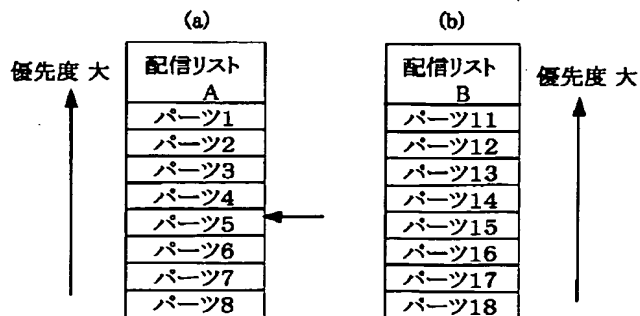 (a)
優先度 大
配信リスト
A
パーツ1
パーツ2
パーツ3
パーツ4
パーツ5
パーツ6
パーツ7
パーツ8
(b)
優先度 大
配信リスト
B
パーツ11
パーツ12
パーツ13
パーツ14
パーツ15
パーツ16
パーツ17
パーツ18